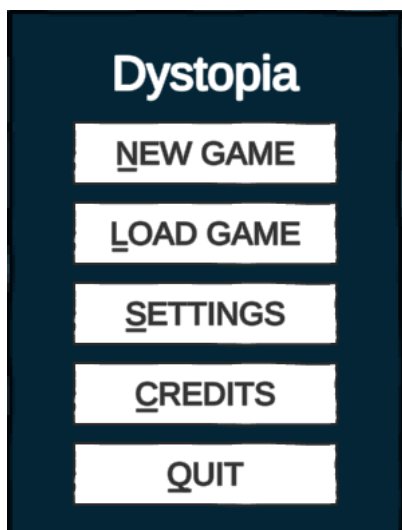 Dystopia
NEW GAME
LOAD GAME
SETTINGS
CREDITS
QUIT